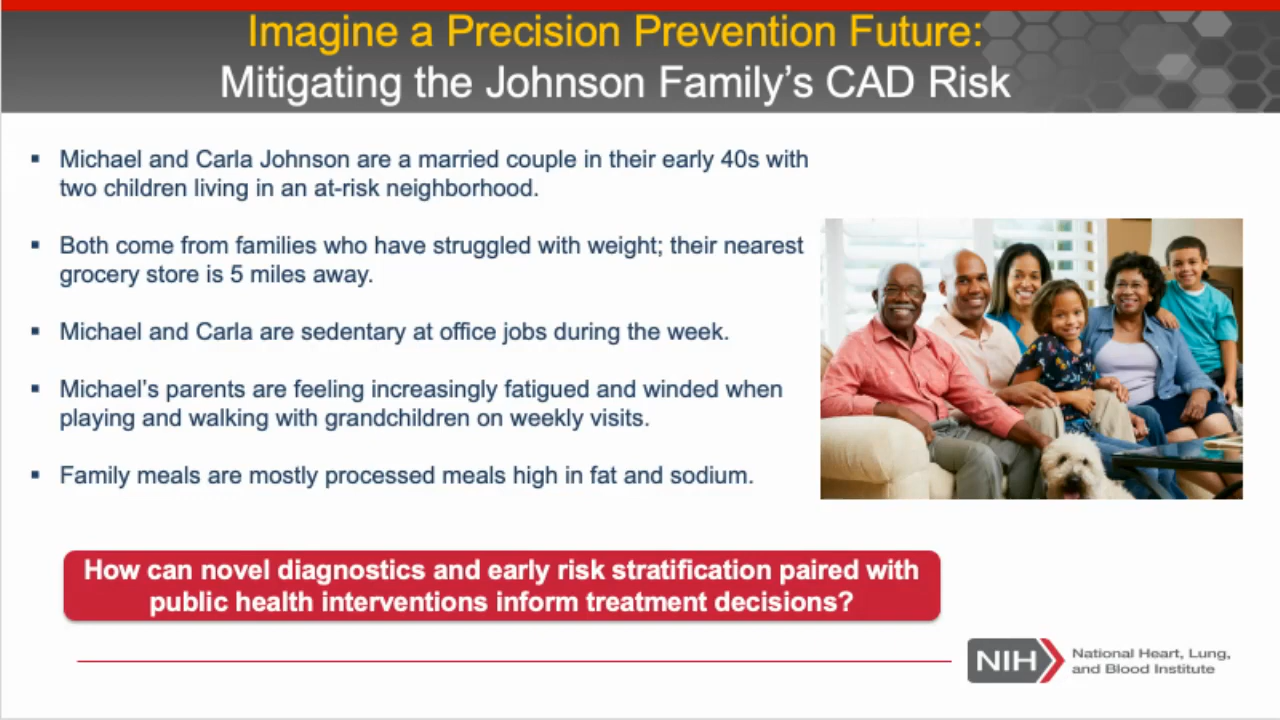 Imagine a Precision Prevention Future:
Mitigating the Johnson Family's CAD Risk
▪ Michael and Carla Johnson are a married couple in their early 40s with
two children living in an at-risk neighborhood.
▪ Both come from families who have struggled with weight; their nearest
grocery store is 5 miles away.
▪ Michael and Carla are sedentary at office jobs during the week.
▪ Michael's parents are feeling increasingly fatigued and winded when
playing and walking with grandchildren on weekly visits.
▪ Family meals are mostly processed meals high in fat and sodium.
How can novel diagnostics and early risk stratification paired with
public health interventions inform treatment decisions?
NIH
National Heart, Lung,
and Blood Institute